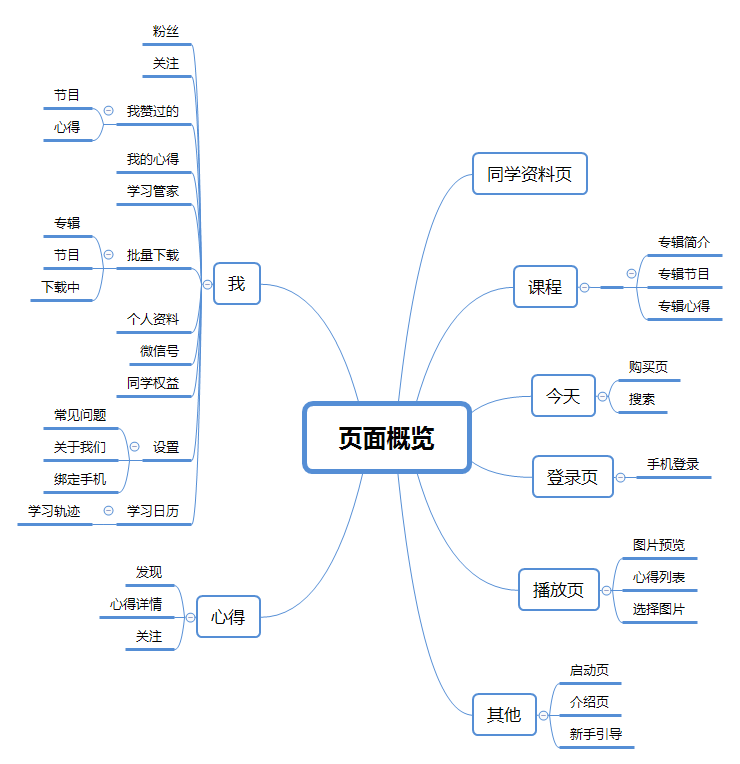 页面概览
同学资料页
课程
专辑简介
专辑节目
专辑心得
今天
购买页
搜索
登录页
手机登录
播放页
图片预览
心得列表
选择图片
其他
启动页
介绍页
新手引导
我
粉丝
关注
我赞过的
节目
心得
我的心得
学习管家
批量下载
专辑
节目
下载中
个人资料
微信号
同学权益
设置
常见问题
关于我们
绑定手机
学习日历
学习轨迹
心得
发现
心得详情
关注